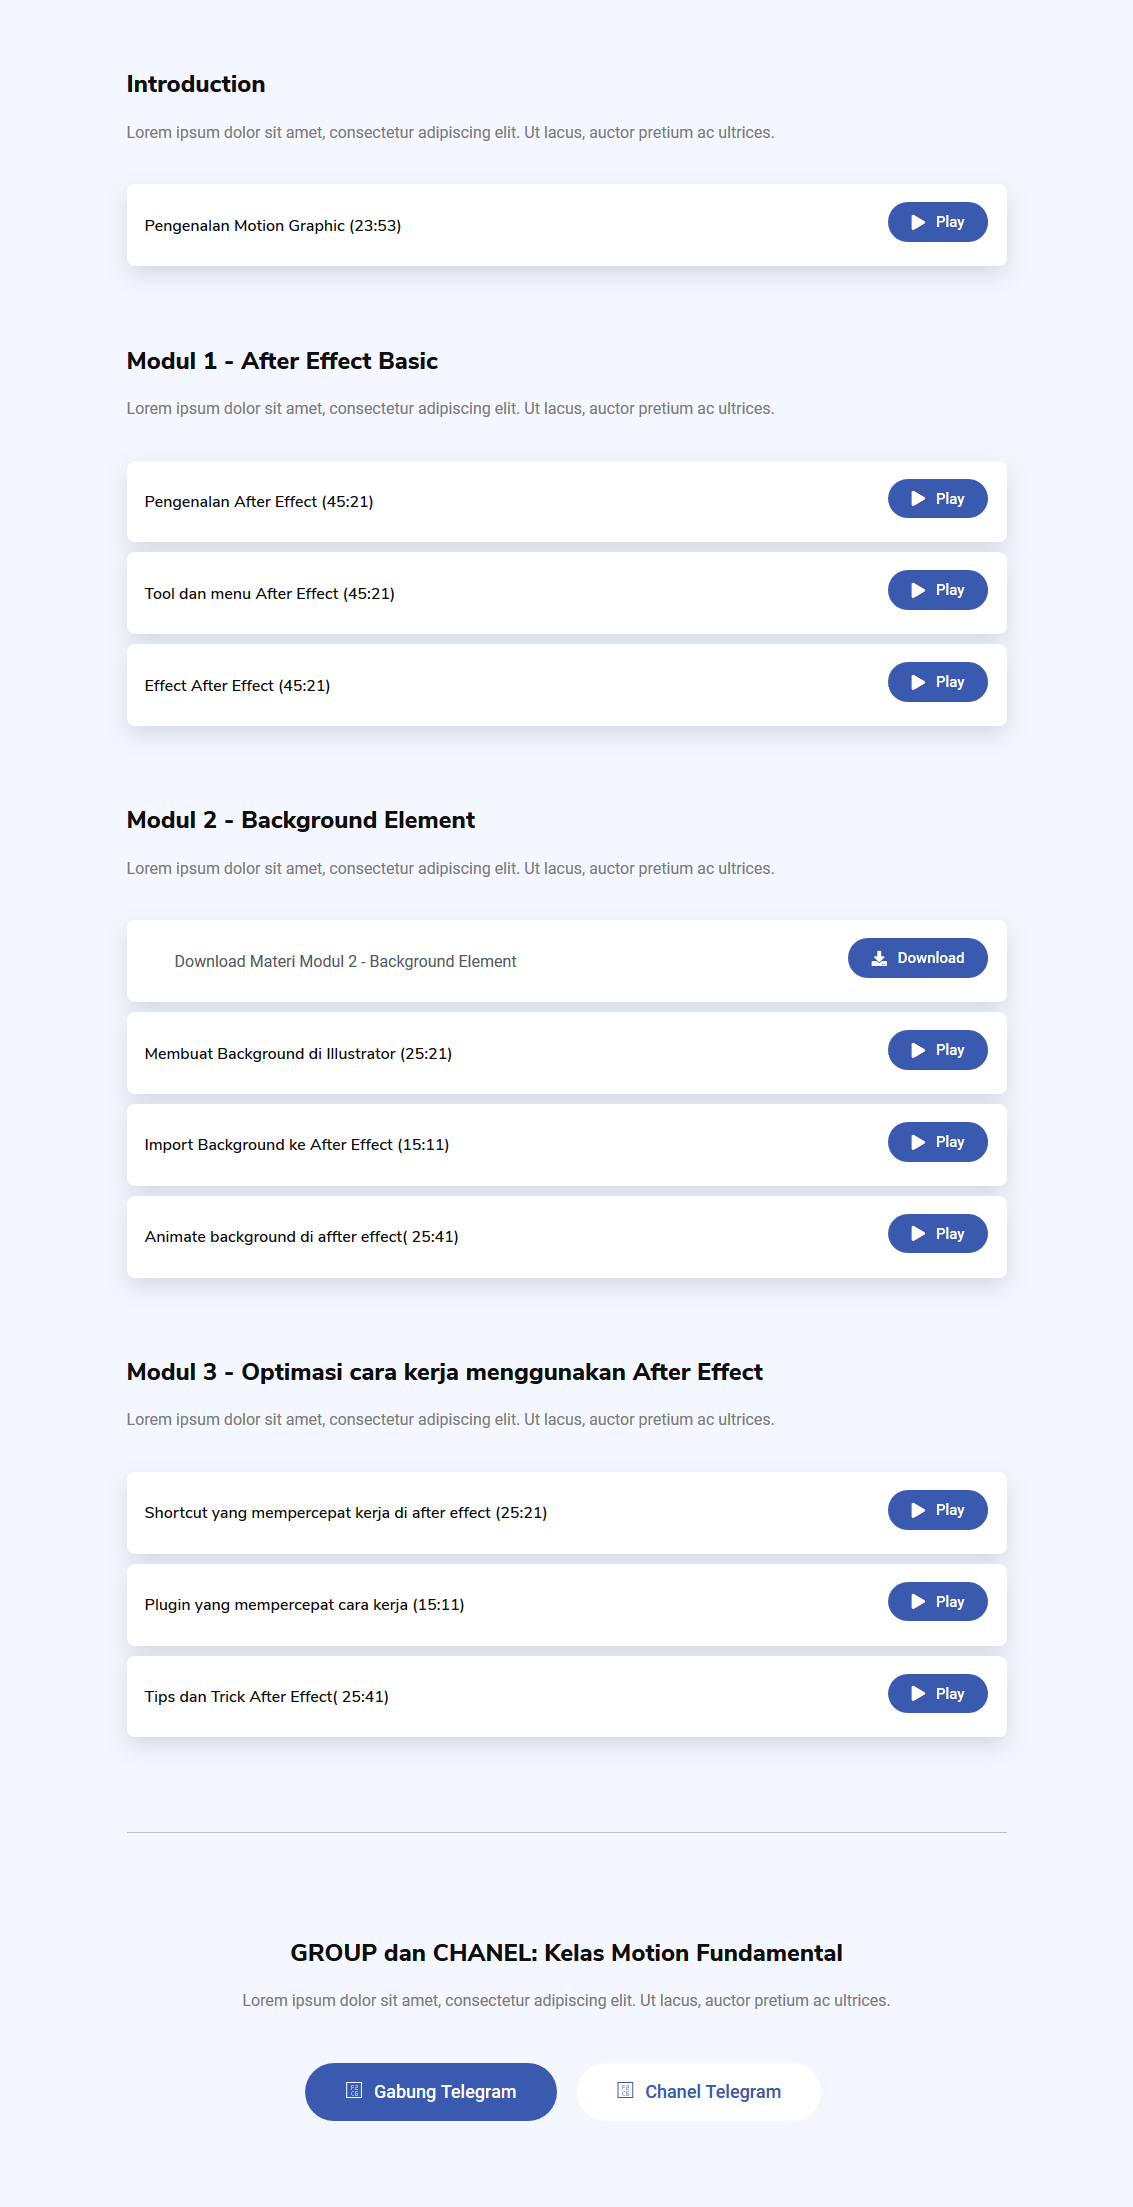 Introduction
Lorem ipsum dolor sit amet, consectetur adipiscing elit. Ut lacus, auctor pretium ac ultrices.
Pengenalan Motion Graphic (23:53)
Play
Modul 1 - After Effect Basic
Lorem ipsum dolor sit amet, consectetur adipiscing elit. Ut lacus, auctor pretium ac ultrices.
Pengenalan After Effect (45:21)
Play
Tool dan menu After Effect (45:21)
Play
Effect After Effect (45:21)
Play
Modul 2 - Background Element
Lorem ipsum dolor sit amet, consectetur adipiscing elit. Ut lacus, auctor pretium ac ultrices.
Download Materi Modul 2 - Background Element
Download
Membuat Background di Illustrator (25:21)
Play
Import Background ke After Effect (15:11)
Play
Animate background di affter effect( 25:41)
Play
Modul 3 - Optimasi cara kerja menggunakan After Effect
Lorem ipsum dolor sit amet, consectetur adipiscing elit. Ut lacus, auctor pretium ac ultrices.
Shortcut yang mempercepat kerja di after effect (25:21)
Play
Plugin yang mempercepat cara kerja (15:11)
Play
Tips dan Trick After Effect( 25:41)
Play
GROUP dan CHANEL: Kelas Motion Fundamental
Lorem ipsum dolor sit amet, consectetur adipiscing elit. Ut lacus, auctor pretium ac ultrices.
Gabung Telegram
Chanel Telegram